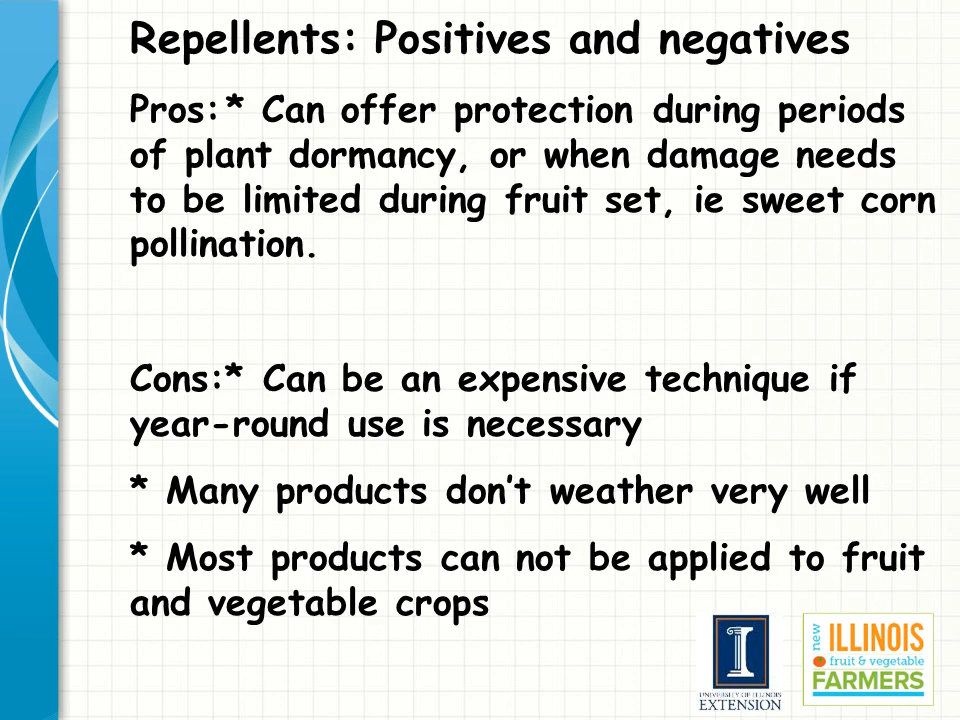 Repellents: Positives and negatives
Pros:* Can offer protection during periods
of plant dormancy, or when damage needs
to be limited during fruit set, ie sweet corn
pollination.
Cons:* Can be an expensive technique if
year-round use is necessary
* Many products don’t weather very well
* Most products can not be applied to fruit
and vegetable crops
I
UNIVERSITY OF ILLINOIS
EXTENSION
new
ILLINOIS
fruit & vegetable
FARMERS